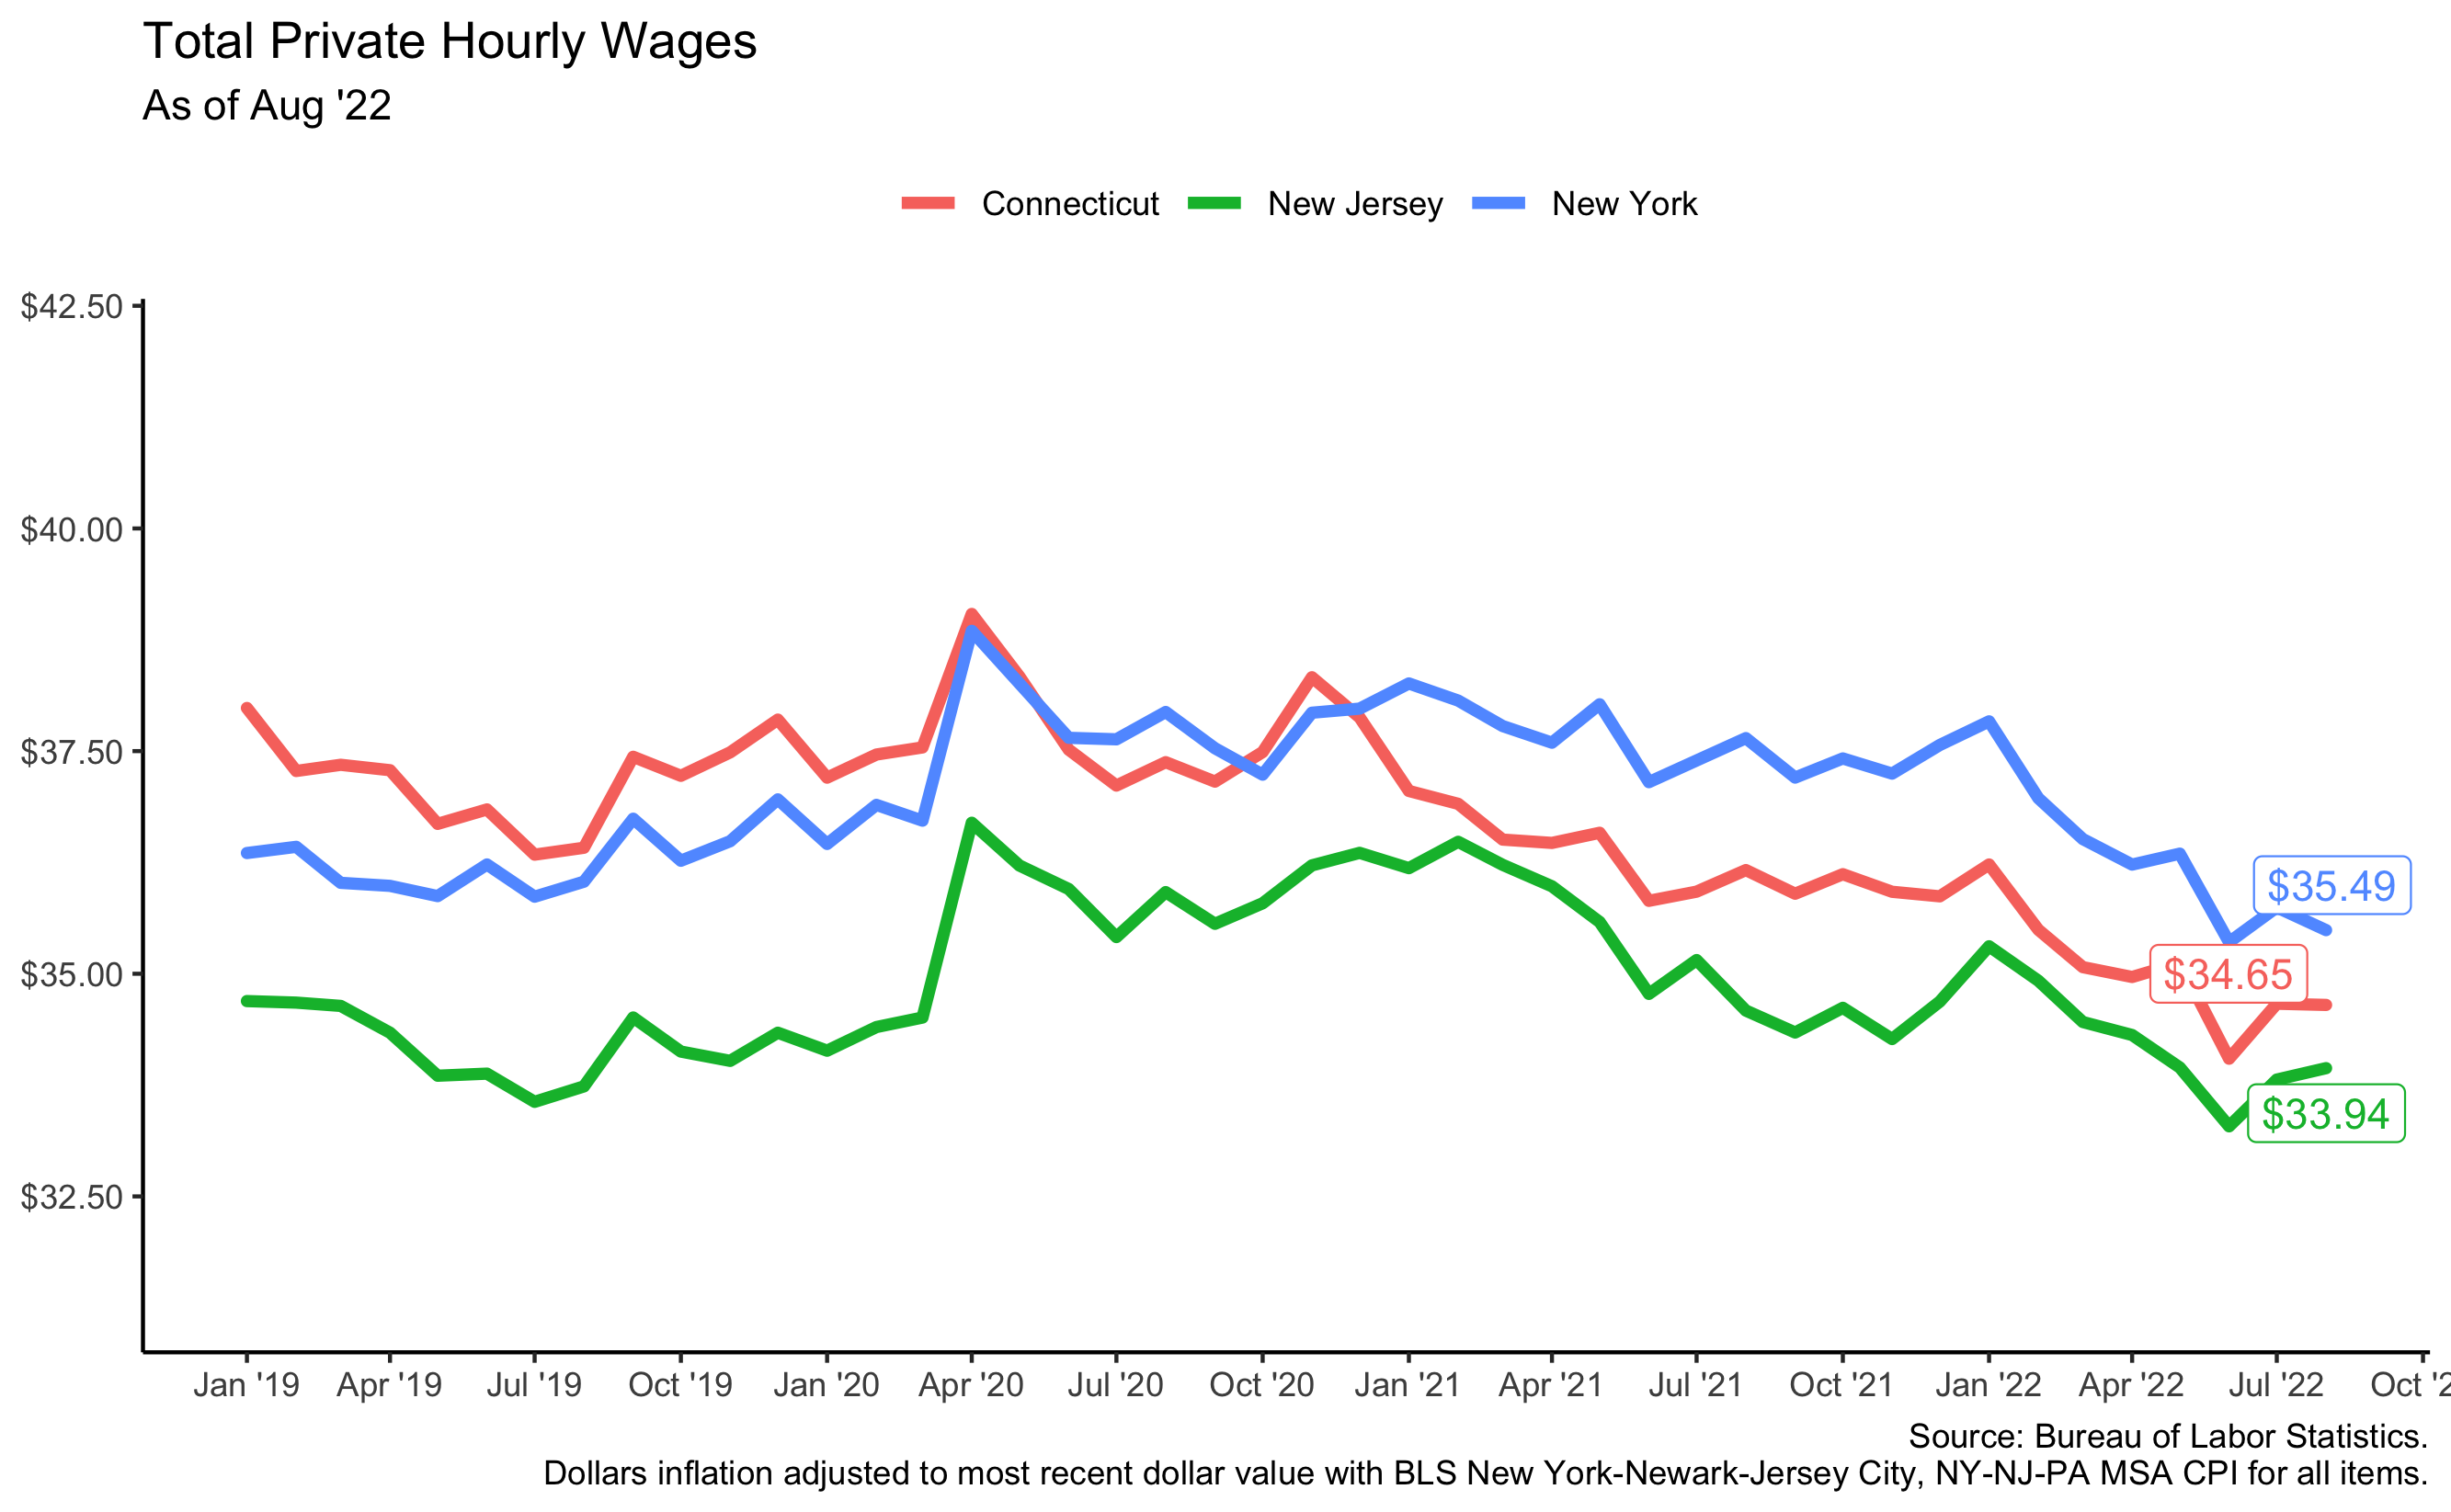 Total Private Hourly Wages
As of Aug '22
Connecticut New Jersey New York
$42.50
$40.00
$37.50
$35.00
$32.50
$35.49
$34.65
$33.94
Jan '19 Apr '19 Jul '19 Oct '19 Jan '20 Apr '20 Jul '20 Oct '20 Jan '21 Apr '21 Jul '21 Oct '21 Jan '22 Apr '22 Jul '22 Oct '2
Source: Bureau of Labor Statistics.
Dollars inflation adjusted to most recent dollar value with BLS New York-Newark-Jersey City, NY-NJ-PA MSA CPI for all items.